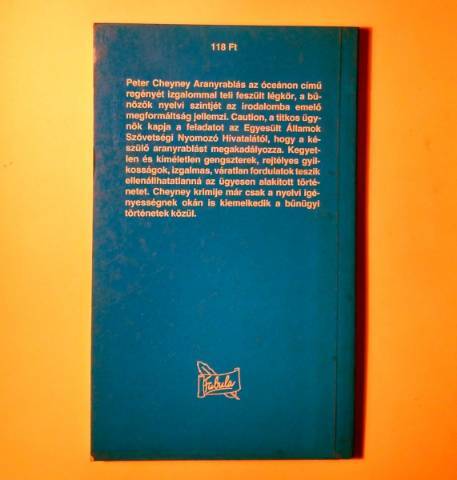 118 Ft
Peter Cheyney Aranyrablás az óceánon című
regényét izgalommal teli feszült légkör, a bű-
nözők nyelvi szintjét az irodalomba emelő
megformáltság jellemzi. Caution, a titkos ügy-
nök kapja a feladatot az Egyesült Államok
Szövetségi Nyomozó Hivatalától, hogy a ké-
szülő aranyrablást megakadályozza. Kegyet-
len és kíméletlen gengszterek, rejtélyes gyil-
kosságok, izgalmas, váratlan fordulatok teszik
ellenállhatatlanná az ügyesen alakított törté-
netet. Cheyney krimije már csak a nyelvi igé-
nyességnek okán is kiemelkedik a bűnügyi
történetek közül.
Fabula